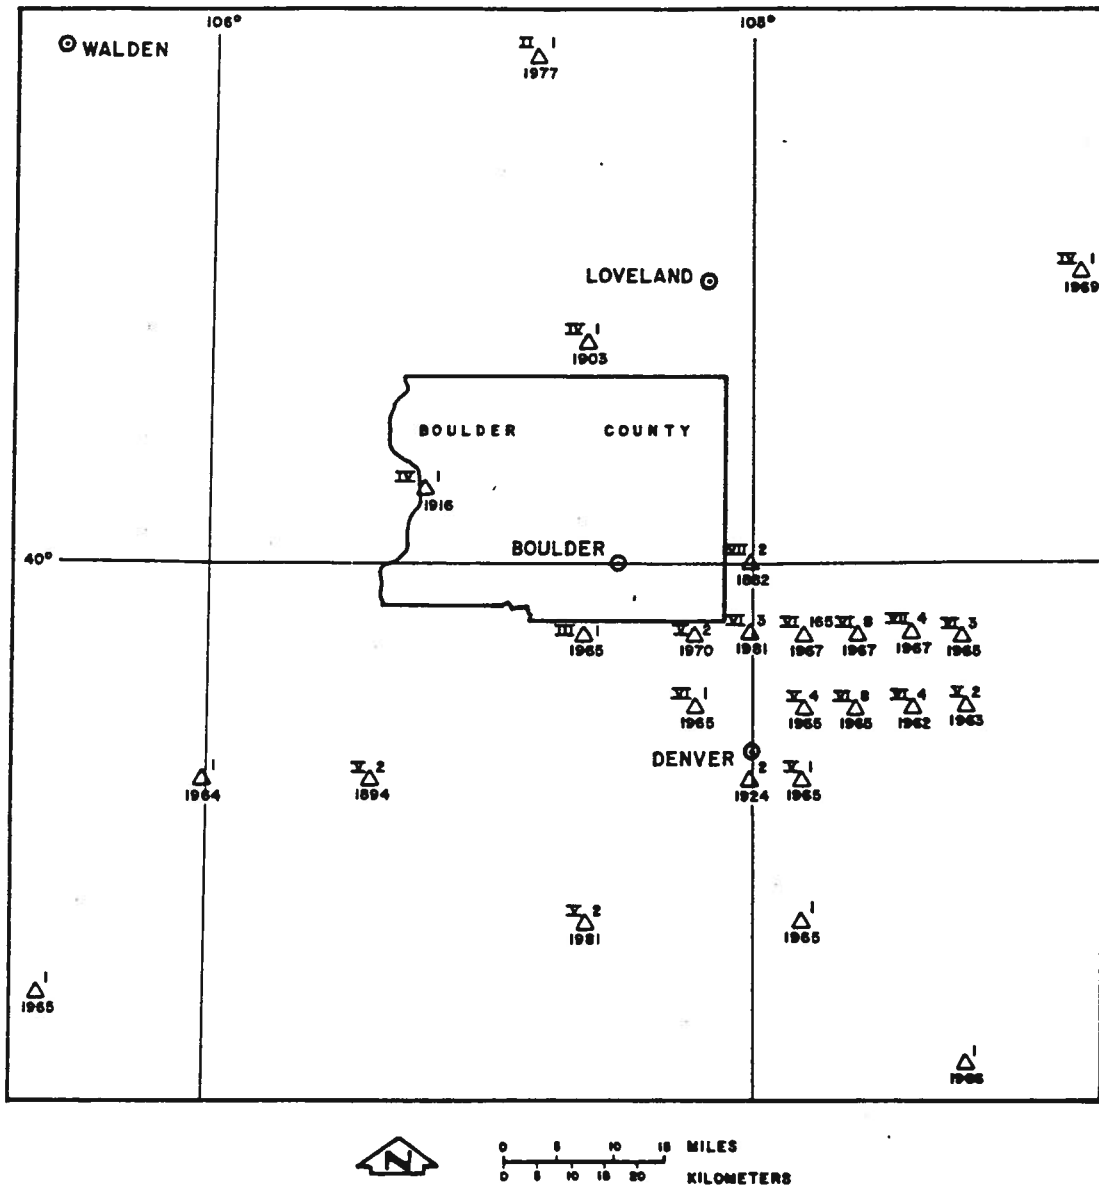 106° 105°
WALDEN
II 1
1977
LOVELAND
IV 1
1969
IV 1
1903
BOULDER COUNTY
IV 1
1916
40°
BOULDER
VII 2
1882
III 1
1965
V 2
1970
VI 3
1981
VI 165
1967
VI 8
1967
VII 4
1967
VI 3
1965
VI 1
1965
V 4
1965
VI 8
1965
VI 4
1962
V 2
1963
DENVER
1
1964
V 2
1894
2
1924
V 1
1965
V 2
1981
1
1965
1
1965
1
1966
N
0 5 10 15 MILES
0 5 10 15 20 KILOMETERS